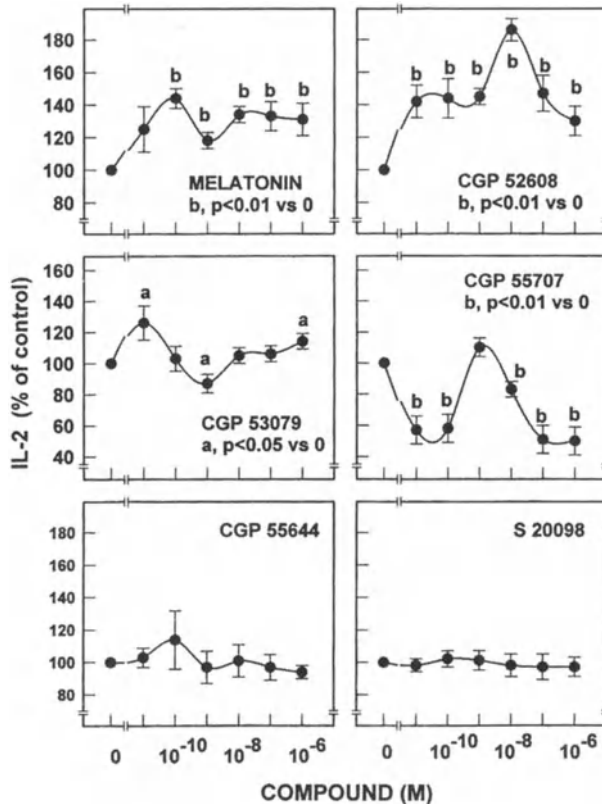 180
160
140
120
100
80
b
b
b
b
b
MELATONIN
b, p<0.01 vs 0
b
b
b
b
b
b
CGP 52608
b, p<0.01 vs 0
IL-2 (% of control)
160
140
120
100
80
60
40
a
a
a
CGP 53079
a, p<0.05 vs 0
CGP 55707
b, p<0.01 vs 0
b
b
b
b
b
180
160
140
120
100
80
CGP 55644
S 20098
0 10⁻¹⁰ 10⁻⁸ 10⁻⁶ 0 10⁻¹⁰ 10⁻⁸ 10⁻⁶
COMPOUND (M)